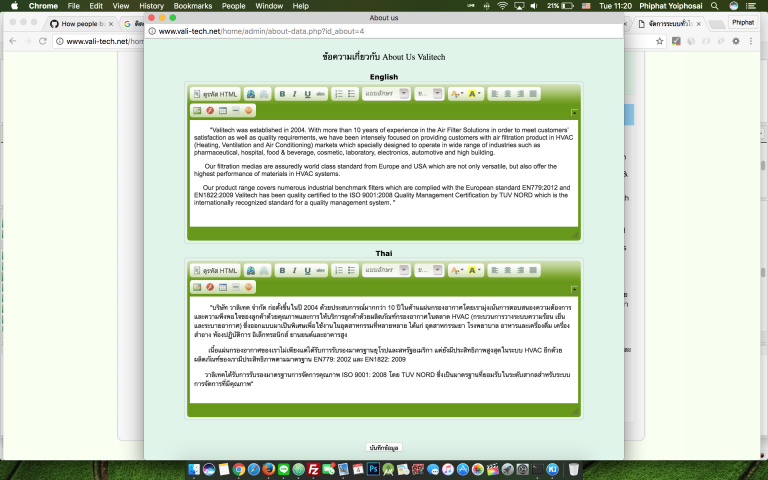 Chrome File Edit View History Bookmarks People Window Help 21% Tue 11:20 Phiphat Yoiphosai
About us
How people b
จัดการระบบทั่วไ
Phiphat
www.vali-tech.net/home/admin/about-data.php?id_about=4
www.vali-tech.net/hom
ข้อความเกี่ยวกับ About Us Valitech
English
ดูรหัส HTML B I U abc แบบอักษร ข...
"Valitech was established in 2004. With more than 10 years of experience in the Air Filter Solutions in order to meet customers'
satisfaction as well as quality requirements, we have been intensely focused on providing customers with air filtration product in HVAC
(Heating, Ventilation and Air Conditioning) markets which specially designed to operate in wide range of industries such as
pharmaceutical, hospital, food & beverage, cosmetic, laboratory, electronics, automotive and high building.
Our filtration medias are assuredly world class standard from Europe and USA which are not only versatile, but also offer the
highest performance of materials in HVAC systems.
Our product range covers numerous industrial benchmark filters which are complied with the European standard EN779:2012 and
EN1822:2009 Valitech has been quality certified to the ISO 9001:2008 Quality Management Certification by TUV NORD which is the
internationally recognized standard for a quality management system. "
Thai
ดูรหัส HTML B I U abc แบบอักษร ข...
"บริษัท วาลิเทค จำกัด ก่อตั้งขึ้นในปี 2004 ด้วยประสบการณ์มากกว่า 10 ปีในด้านแผ่นกรองอากาศโดยเรามุ่งเน้นการตอบสนองความต้องการ
และความพึงพอใจของลูกค้าด้วยคุณภาพและการให้บริการลูกค้าด้วยผลิตภัณฑ์กรองอากาศในตลาด HVAC (กระบวนการวางระบบความร้อน เย็น
และระบายอากาศ) ซึ่งออกแบบมาเป็นพิเศษเพื่อใช้งานในอุตสาหกรรมที่หลายหลาย ได้แก่ อุตสาหกรรมยา โรงพยาบาล อาหารและเครื่องดื่ม เครื่อง
สำอาง ห้องปฏิบัติการ อิเล็กทรอนิกส์ ยานยนต์และอาคารสูง
เนื้อแผ่นกรองอากาศของเราไม่เพียงแต่ได้รับการรับรองมาตรฐานยุโรปและสหรัฐอเมริกา แต่ยังมีประสิทธิภาพสูงสุดในระบบ HVAC อีกด้วย
ผลิตภัณฑ์ของเรามีประสิทธิภาพตามมาตรฐาน EN779: 2002 และ EN1822: 2009
วาลิเทคได้รับการรับรองมาตรฐานการจัดการคุณภาพ ISO 9001: 2008 โดย TUV NORD ซึ่งเป็นมาตรฐานที่ยอมรับในระดับสากลสำหรับระบบ
การจัดการที่มีคุณภาพ"
บันทึกข้อมูล